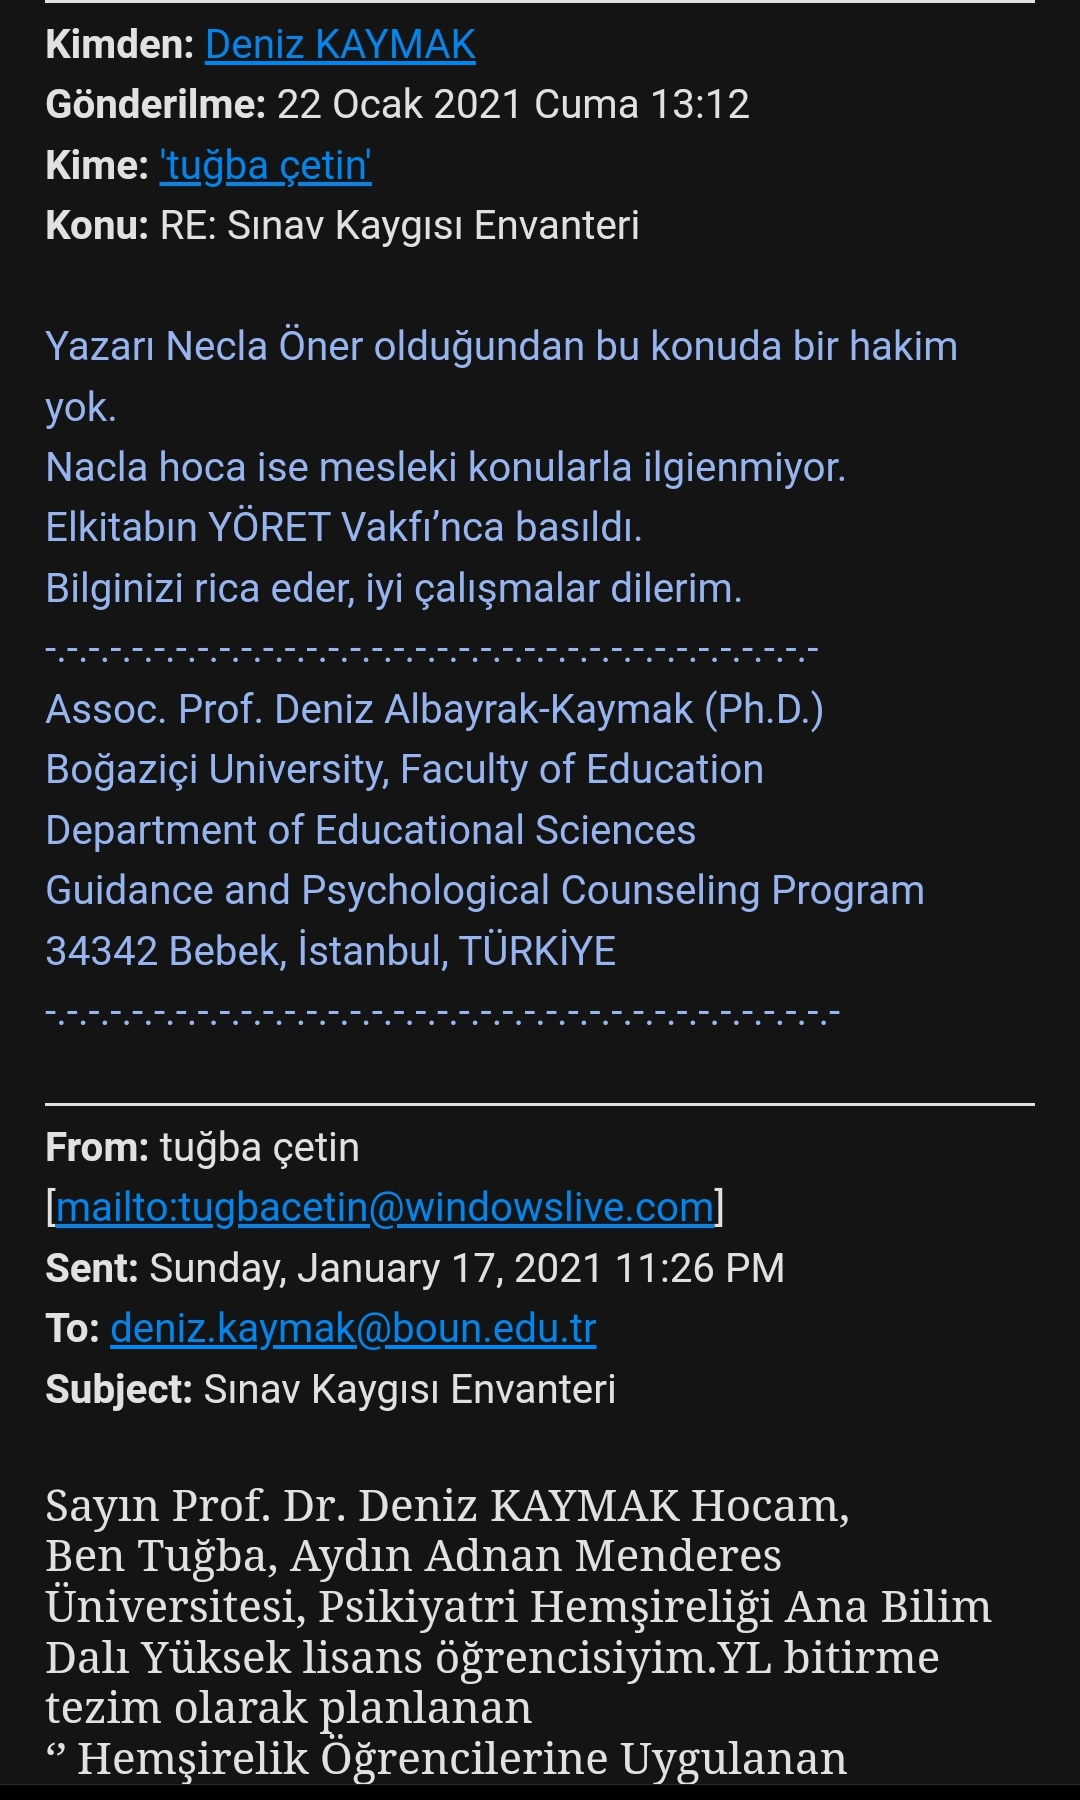 Kimden: Deniz KAYMAK
Gönderilme: 22 Ocak 2021 Cuma 13:12
Kime: 'tuğba çetin'
Konu: RE: Sınav Kaygısı Envanteri
Yazarı Necla Öner olduğundan bu konuda bir hakim
yok.
Nacla hoca ise mesleki konularla ilgienmiyor.
Elkitabın YÖRET Vakfı’nca basıldı.
Bilginizi rica eder, iyi çalışmalar dilerim.
-.-.-.-.-.-.-.-.-.-.-.-.-.-.-.-.-.-.-.-.-.-.-.-.-.-.-.-.-.-.-.-.-.-.-.-
Assoc. Prof. Deniz Albayrak-Kaymak (Ph.D.)
Boğaziçi University, Faculty of Education
Department of Educational Sciences
Guidance and Psychological Counseling Program
34342 Bebek, İstanbul, TÜRKİYE
-.-.-.-.-.-.-.-.-.-.-.-.-.-.-.-.-.-.-.-.-.-.-.-.-.-.-.-.-.-.-.-.-.-.-.-.-
From: tuğba çetin
[mailto:tugbacetin@windowslive.com]
Sent: Sunday, January 17, 2021 11:26 PM
To: deniz.kaymak@boun.edu.tr
Subject: Sınav Kaygısı Envanteri
Sayın Prof. Dr. Deniz KAYMAK Hocam,
Ben Tuğba, Aydın Adnan Menderes
Üniversitesi, Psikiyatri Hemşireliği Ana Bilim
Dalı Yüksek lisans öğrencisiyim.YL bitirme
tezim olarak planlanan
‘’ Hemşirelik Öğrencilerine Uygulanan